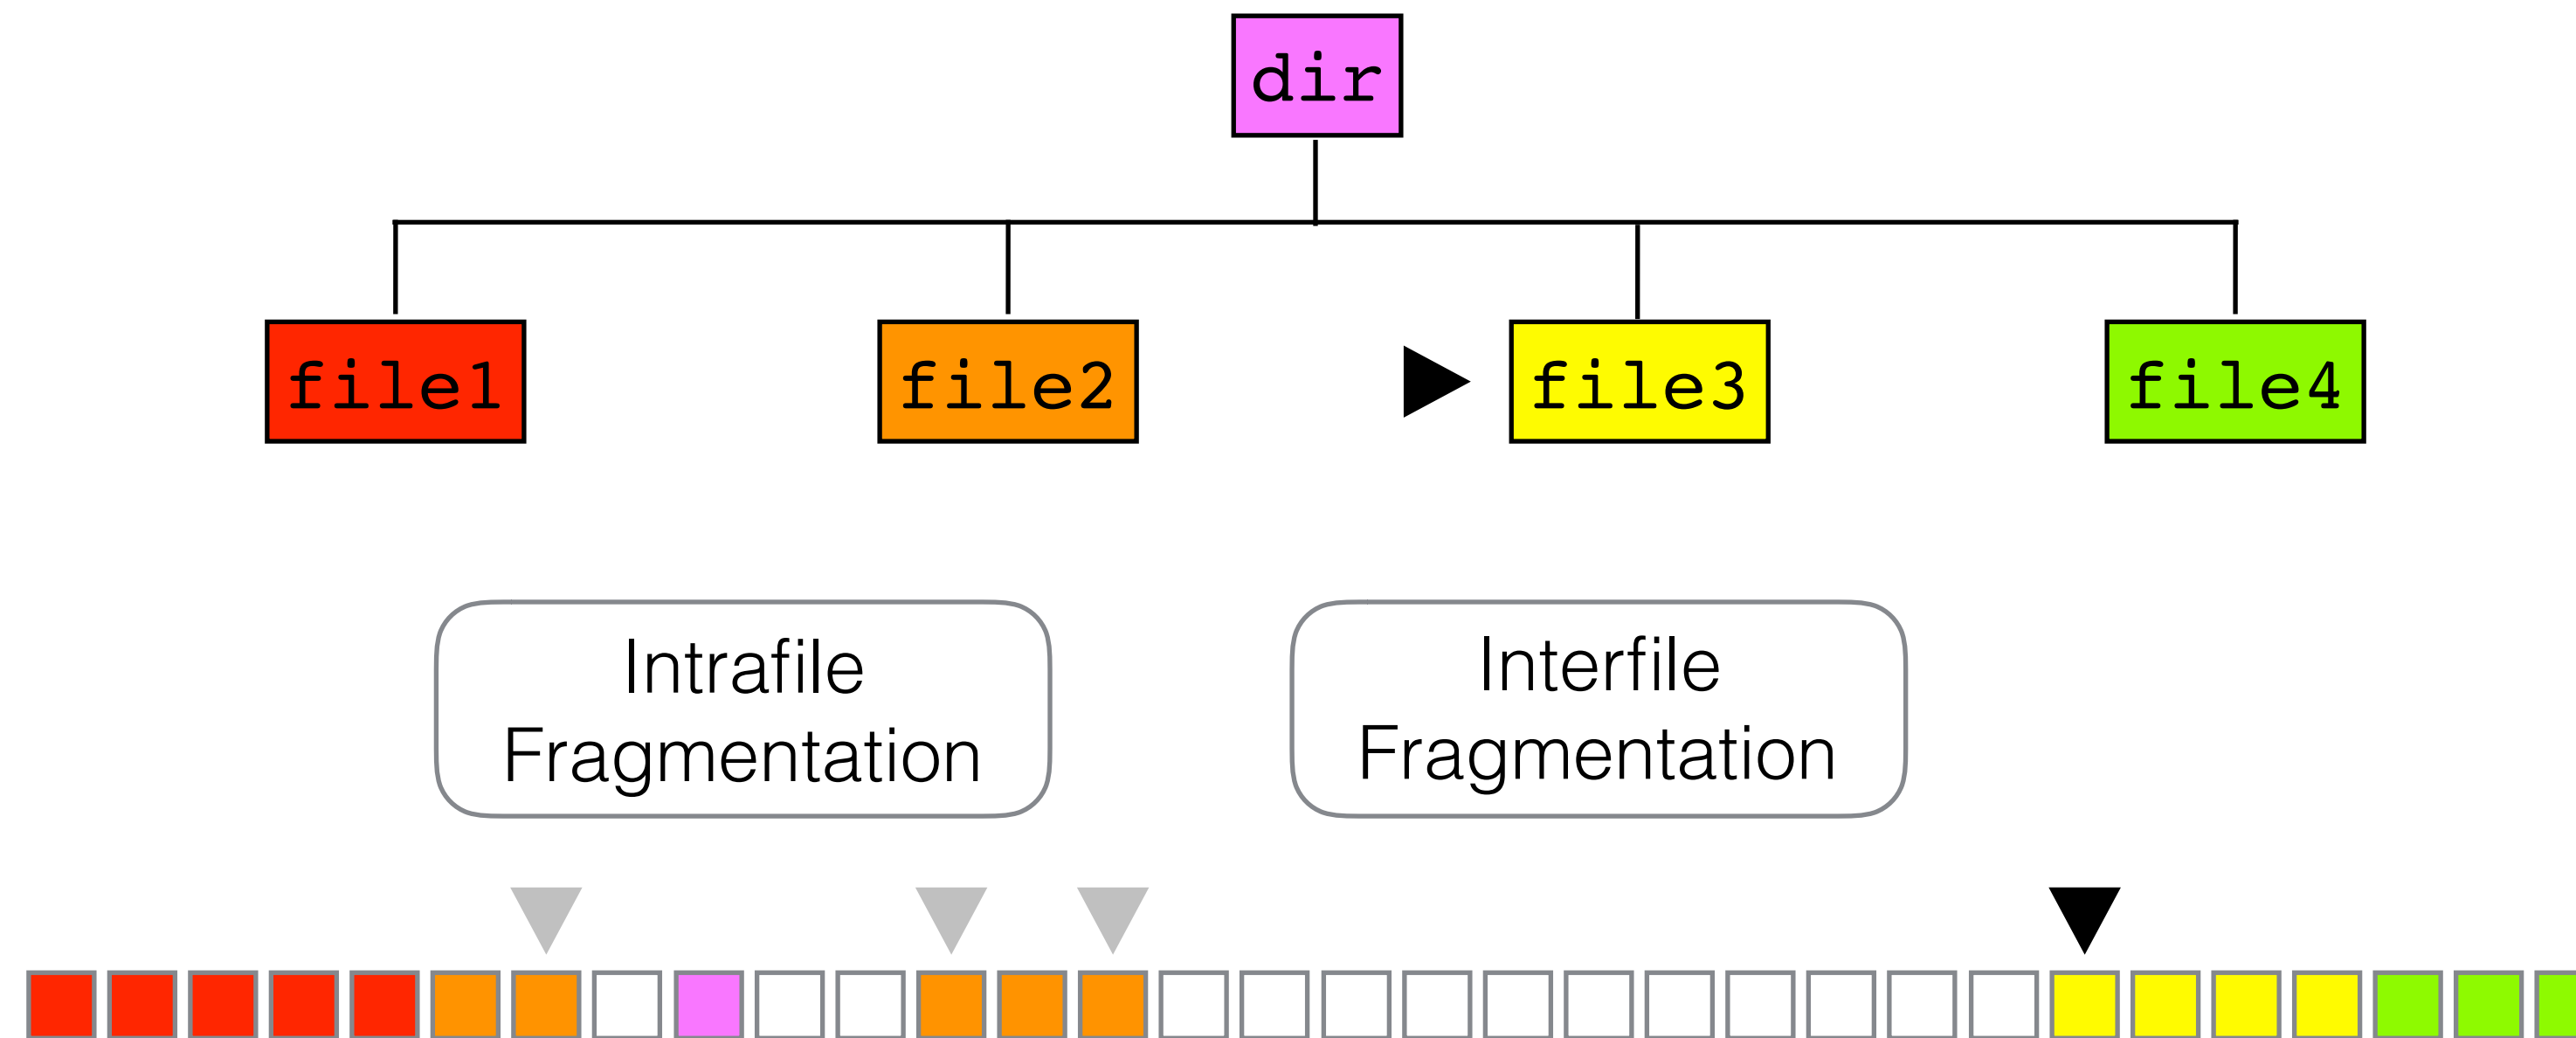 dir
file1
file2
file3
file4
Intrafile
Fragmentation
Interfile
Fragmentation